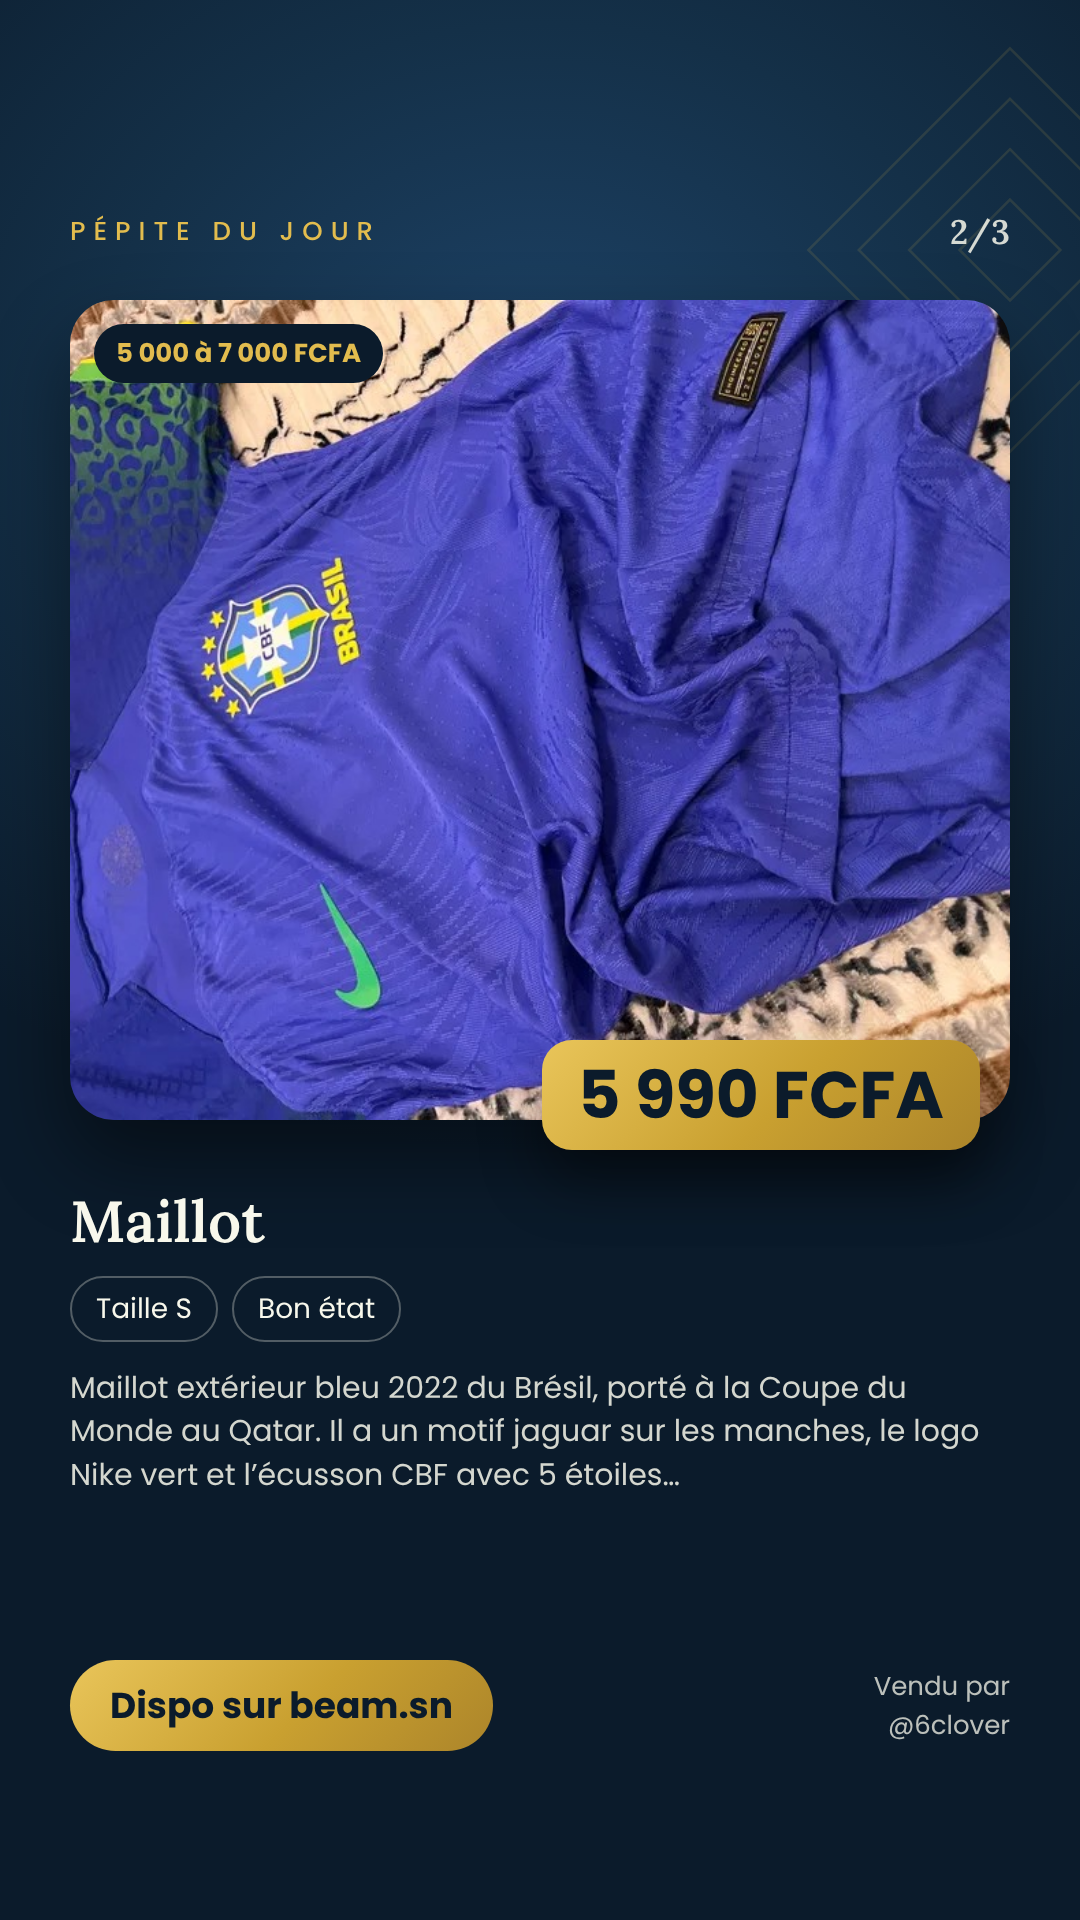 PÉPITE DU JOUR
2/3
5 000 à 7 000 FCFA
ENGINEERED
CBF
BRASIL
5 990 FCFA
Maillot
Taille S
Bon état
Maillot extérieur bleu 2022 du Brésil, porté à la Coupe du
Monde au Qatar. Il a un motif jaguar sur les manches, le logo
Nike vert et l’écusson CBF avec 5 étoiles...
Dispo sur beam.sn
Vendu par
@6clover